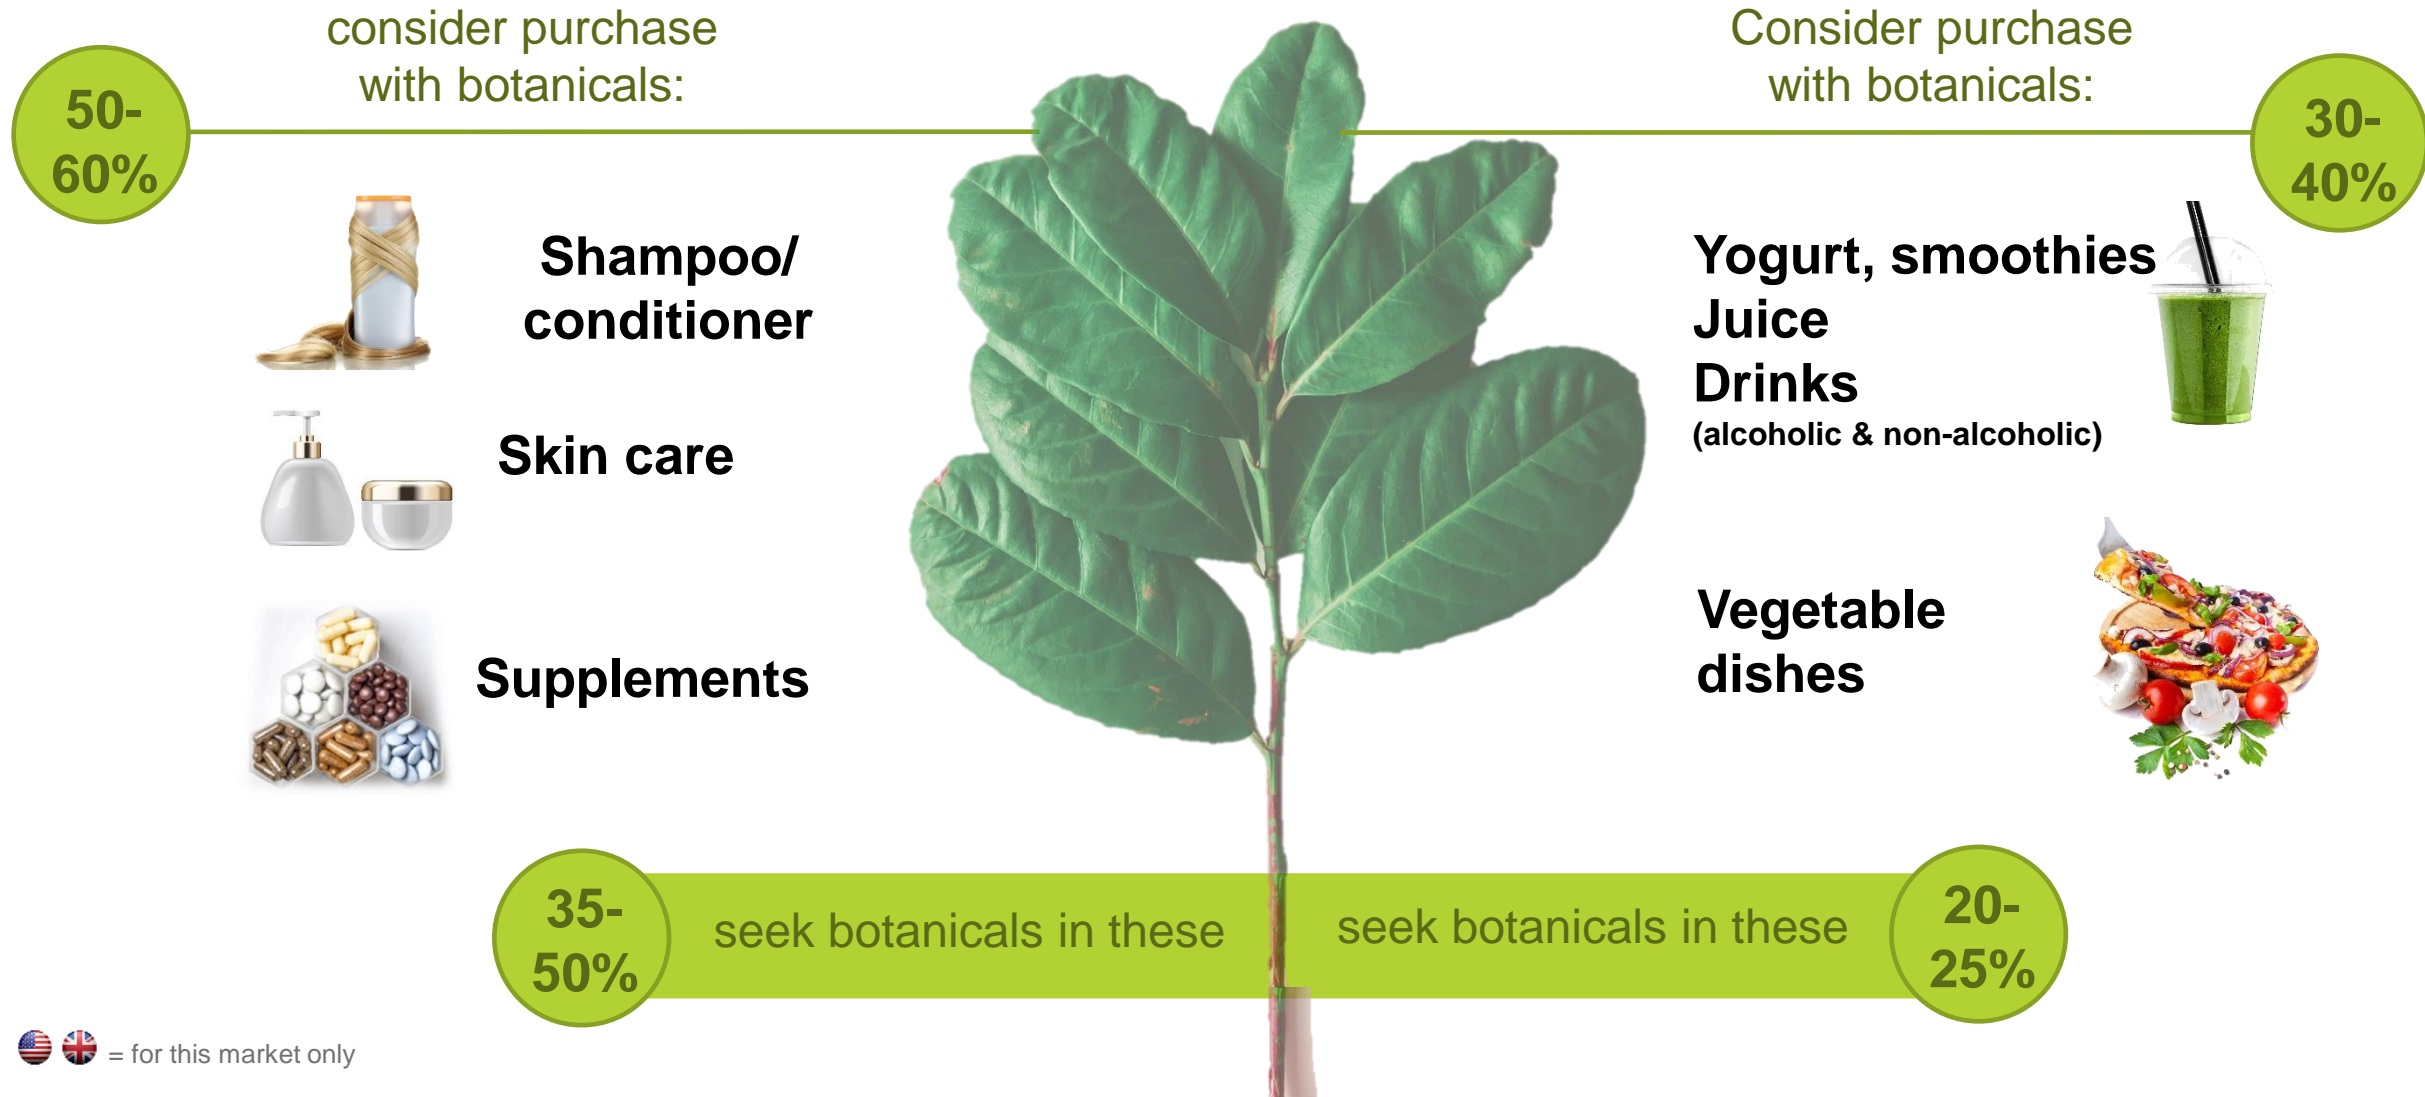 consider purchase
with botanicals:
50-
60%
Shampoo/
conditioner
Skin care
Supplements
35-
50%
seek botanicals in these
Consider purchase
with botanicals:
30-
40%
Yogurt, smoothies
Juice
Drinks
(alcoholic & non-alcoholic)
Vegetable
dishes
seek botanicals in these
20-
25%
= for this market only